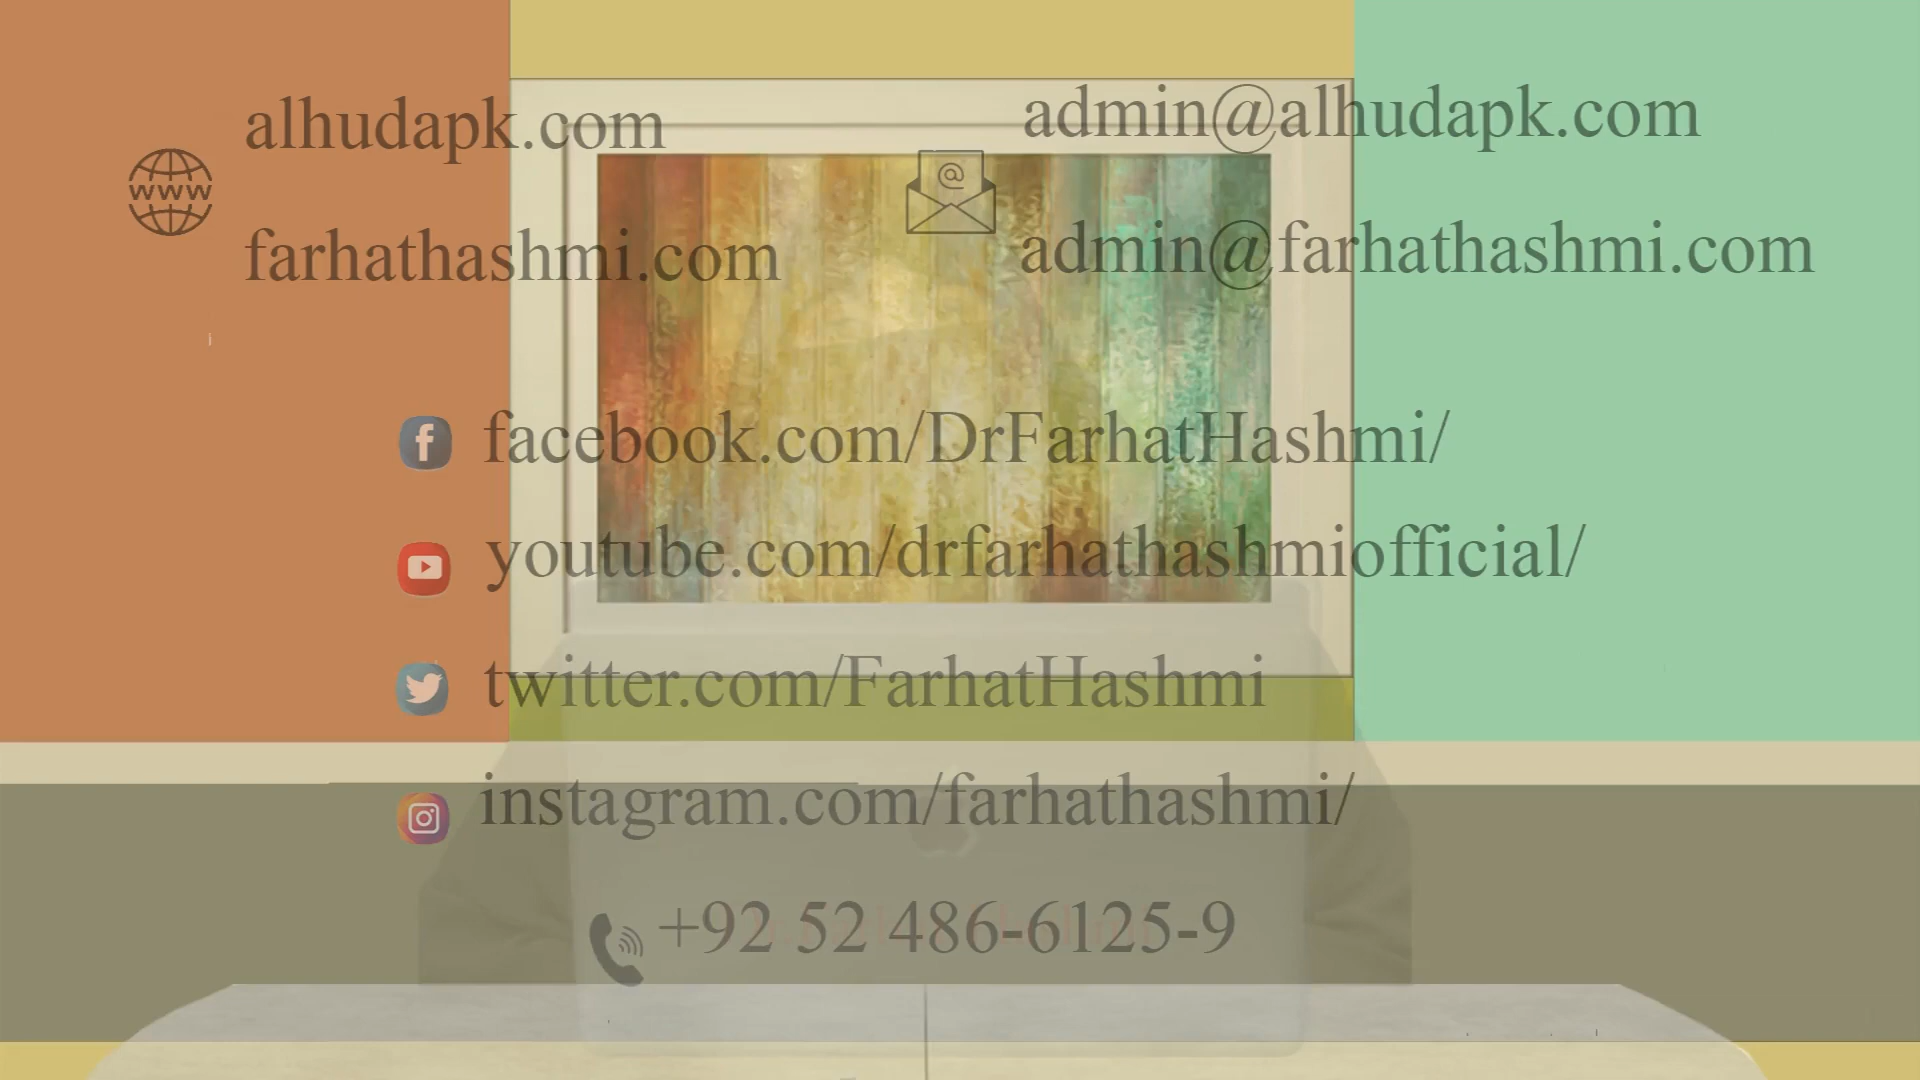 alhudapk.com
farhathashmi.com
www
@
admin@alhudapk.com
admin@farhathashmi.com
facebook.com/DrFarhatHashmi/
youtube.com/drfarhathashmiofficial/
twitter.com/FarhatHashmi
instagram.com/farhathashmi/
+92 52 486-6125-9